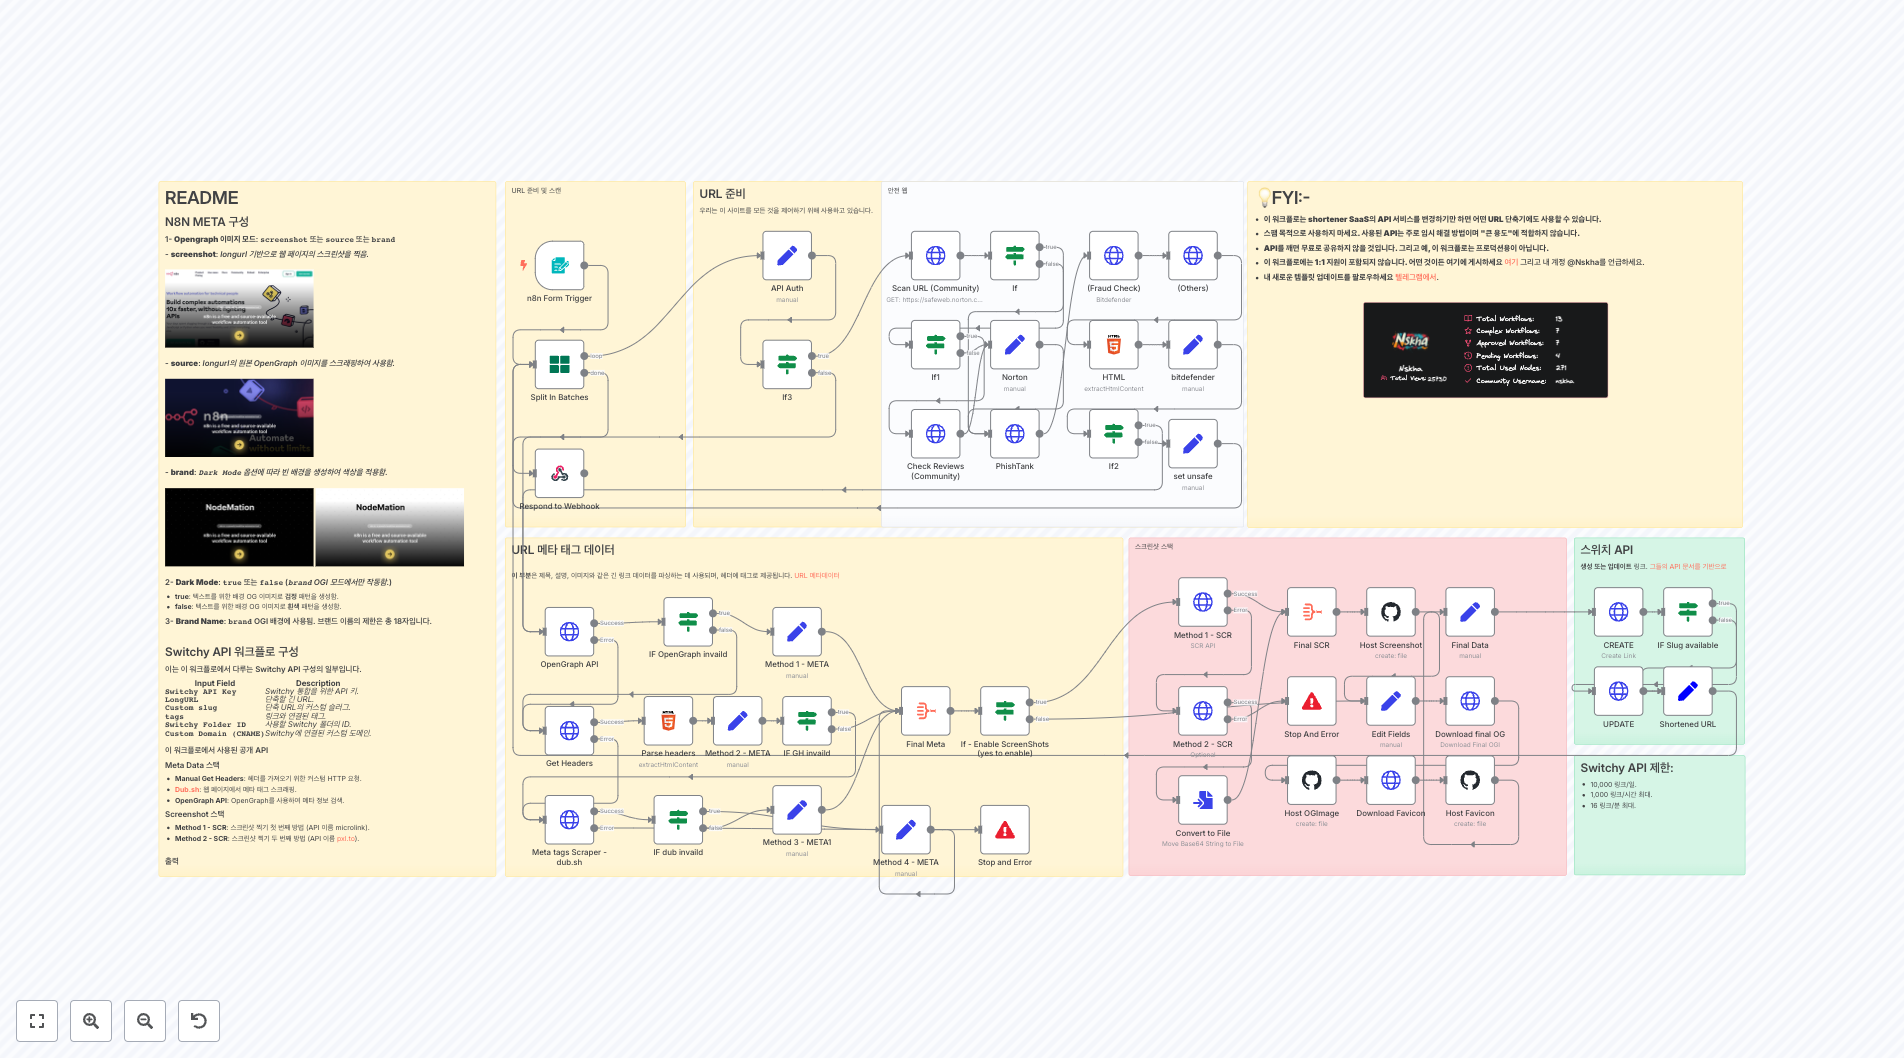 README
N8N META 구성
1- Opengraph 이미지 모드: screenshot 또는 source 또는 brand
- screenshot: longurl 기반으로 웹 페이지의 스크린샷을 찍음.
- source: longurl의 원본 OpenGraph 이미지를 스크래핑하여 사용함.
- brand: Dark Mode 옵션에 따라 빈 배경을 생성하여 색상을 적용함.
NodeMation
n8n is a free and source-available
workflow automation tool
NodeMation
n8n is a free and source-available
workflow automation tool
2- Dark Mode: true 또는 false (brand OGI 모드에서만 작동함.)
true: 텍스트를 위한 배경 OG 이미지로 검정 패턴을 생성함.
false: 텍스트를 위한 배경 OG 이미지로 흰색 패턴을 생성함.
3- Brand Name: brand OGI 배경에 사용됨. 브랜드 이름의 제한은 총 18자입니다.
Switchy API 워크플로 구성
이는 이 워크플로에서 다루는 Switchy API 구성의 일부입니다.
Input Field Description
Switchy API Key Switchy 통합을 위한 API 키.
LongURL 단축할 긴 URL.
Custom slug 단축 URL의 커스텀 슬러그.
tags 링크와 연결된 태그.
Switchy Folder ID 사용할 Switchy 폴더의 ID.
Custom Domain (CNAME) Switchy에 연결된 커스텀 도메인.
이 워크플로에서 사용된 공개 API
Meta Data 스택
Manual Get Headers: 헤더를 가져오기 위한 커스텀 HTTP 요청.
Dub.sh: 웹 페이지에서 메타 태그 스크래핑.
OpenGraph API: OpenGraph를 사용하여 메타 정보 검색.
Screenshot 스택
Method 1 - SCR: 스크린샷 찍기 첫 번째 방법 (API 이름 microlink).
Method 2 - SCR: 스크린샷 찍기 두 번째 방법 (API 이름 pxl.to).
출력
URL 준비 및 스캔
n8n Form Trigger
Split In Batches
loop
done
Respond to Webhook
URL 준비
우리는 이 사이트를 모든 것을 제어하기 위해 사용하고 있습니다.
API Auth
manual
If3
true
false
안전 웹
Scan URL (Community)
GET: https://safeweb.norton.c...
If
true
false
(Fraud Check)
Bitdefender
(Others)
If1
true
false
Norton
manual
HTML
extractHtmlContent
bitdefender
manual
Check Reviews
(Community)
PhishTank
If2
true
false
set unsafe
manual
💡FYI:-
이 워크플로는 shortener SaaS의 API 서비스를 변경하기만 하면 어떤 URL 단축기에도 사용할 수 있습니다.
스팸 목적으로 사용하지 마세요. 사용된 API는 주로 임시 해결 방법이며 "큰 용도"에 적합하지 않습니다.
API를 깨면 무료로 공유하지 않을 것입니다. 그리고 예, 이 워크플로는 프로덕션용이 아닙니다.
이 워크플로에는 1:1 지원이 포함되지 않습니다. 어떤 것이든 여기에 게시하세요 여기 그리고 내 계정 @Nskha를 언급하세요.
내 새로운 템플릿 업데이트를 팔로우하세요 텔레그램에서.
Nskha
Nskha
Total Views: 25730
Total Workflows: 13
Complex Workflows: 7
Approved Workflows: 7
Pending Workflows: 4
Total Used Nodes: 271
Community Username: nskha
URL 메타 태그 데이터
이 부분은 제목, 설명, 이미지와 같은 긴 링크 데이터를 파싱하는 데 사용되며, 헤더에 태그로 제공됩니다. URL 메타데이터
OpenGraph API
Success
Error
IF OpenGraph invaild
true
false
Method 1 - META
manual
Get Headers
Success
Error
Parse headers
extractHtmlContent
Method 2 - META
manual
IF GH invaild
true
false
Final Meta
If - Enable ScreenShots
(yes to enable)
true
false
Meta tags Scraper -
dub.sh
Success
Error
IF dub invaild
true
false
Method 3 - META1
manual
Method 4 - META
manual
Stop and Error
스크린샷 스택
Method 1 - SCR
SCR API
Success
Error
Final SCR
Host Screenshot
create: file
Final Data
manual
Method 2 - SCR
Optional
Success
Error
Stop And Error
Edit Fields
manual
Download final OG
Download Final OGI
Convert to File
Move Base64 String to File
Host OGImage
create: file
Download Favicon
Host Favicon
create: file
스위치 API
생성 또는 업데이트 링크. 그들의 API 문서를 기반으로
CREATE
Create Link
IF Slug available
true
false
UPDATE
Shortened URL
Switchy API 제한:
10,000 링크/일.
1,000 링크/시간 최대.
16 링크/분 최대.